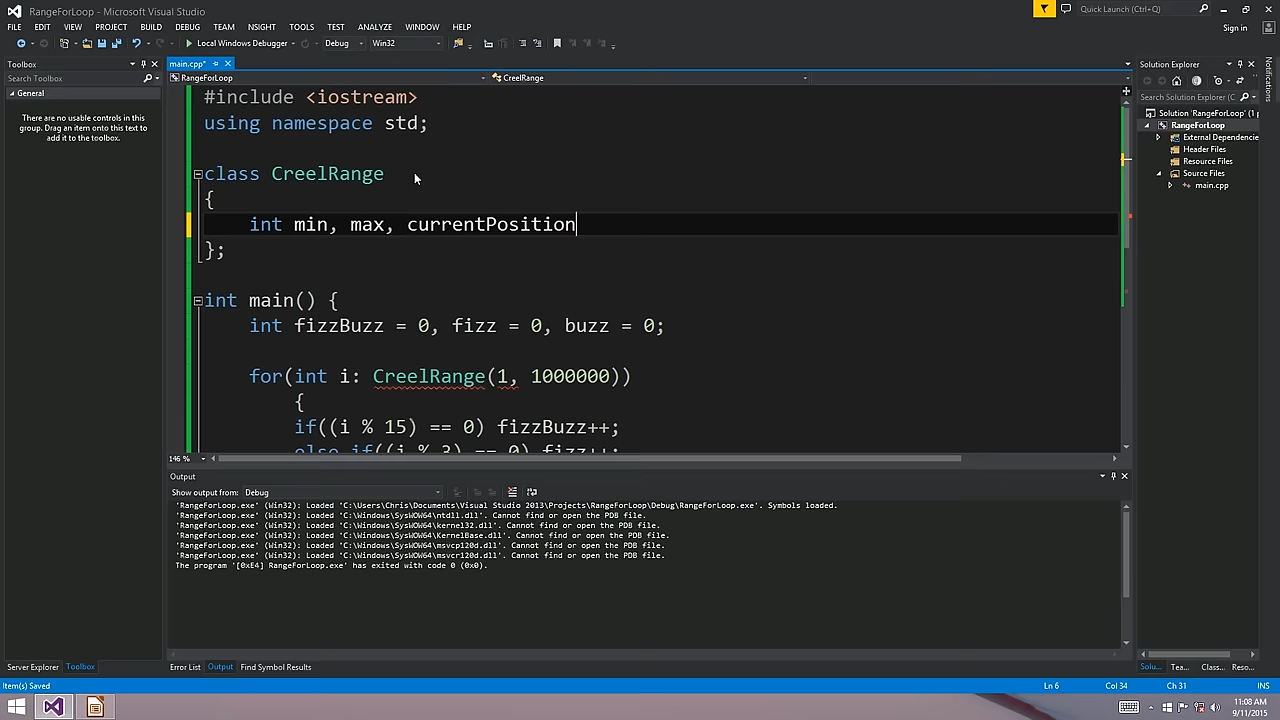 RangeForLoop - Microsoft Visual Studio
Quick Launch (Ctrl+Q)
FILE EDIT VIEW PROJECT BUILD DEBUG TEAM NSIGHT TOOLS TEST ANALYZE WINDOW HELP
Sign in
Local Windows Debugger Debug Win32
Toolbox
Search Toolbox
General
There are no usable controls in this
group. Drag an item onto this text to
add it to the toolbox.
main.cpp*
RangeForLoop CreelRange
#include <iostream>
using namespace std;
class CreelRange
{
int min, max, currentPosition
};
int main() {
int fizzBuzz = 0, fizz = 0, buzz = 0;
for(int i: CreelRange(1, 1000000))
{
if((i % 15) == 0) fizzBuzz++;
else if((i % 3) == 0) fizz++;
146 %
Output
Show output from: Debug
'RangeForLoop.exe' (Win32): Loaded 'C:\Users\Chris\Documents\Visual Studio 2013\Projects\RangeForLoop\Debug\RangeForLoop.exe'. Symbols loaded.
'RangeForLoop.exe' (Win32): Loaded 'C:\Windows\SysWOW64\ntdll.dll'. Cannot find or open the PDB file.
'RangeForLoop.exe' (Win32): Loaded 'C:\Windows\SysWOW64\kernel32.dll'. Cannot find or open the PDB file.
'RangeForLoop.exe' (Win32): Loaded 'C:\Windows\SysWOW64\KernelBase.dll'. Cannot find or open the PDB file.
'RangeForLoop.exe' (Win32): Loaded 'C:\Windows\SysWOW64\msvcp120d.dll'. Cannot find or open the PDB file.
'RangeForLoop.exe' (Win32): Loaded 'C:\Windows\SysWOW64\msvcr120d.dll'. Cannot find or open the PDB file.
The program '[0xE4] RangeForLoop.exe' has exited with code 0 (0x0).
Solution Explorer
Search Solution Explorer (C
Solution 'RangeForLoop' (1 p
RangeForLoop
External Dependencie
Header Files
Resource Files
Source Files
main.cpp
Notifications
Server Explorer Toolbox
Error List Output Find Symbol Results
Solu... Tea... Class... Reso...
Item(s) Saved
Ln 6 Col 34 Ch 31 INS
11:08 AM
9/11/2015